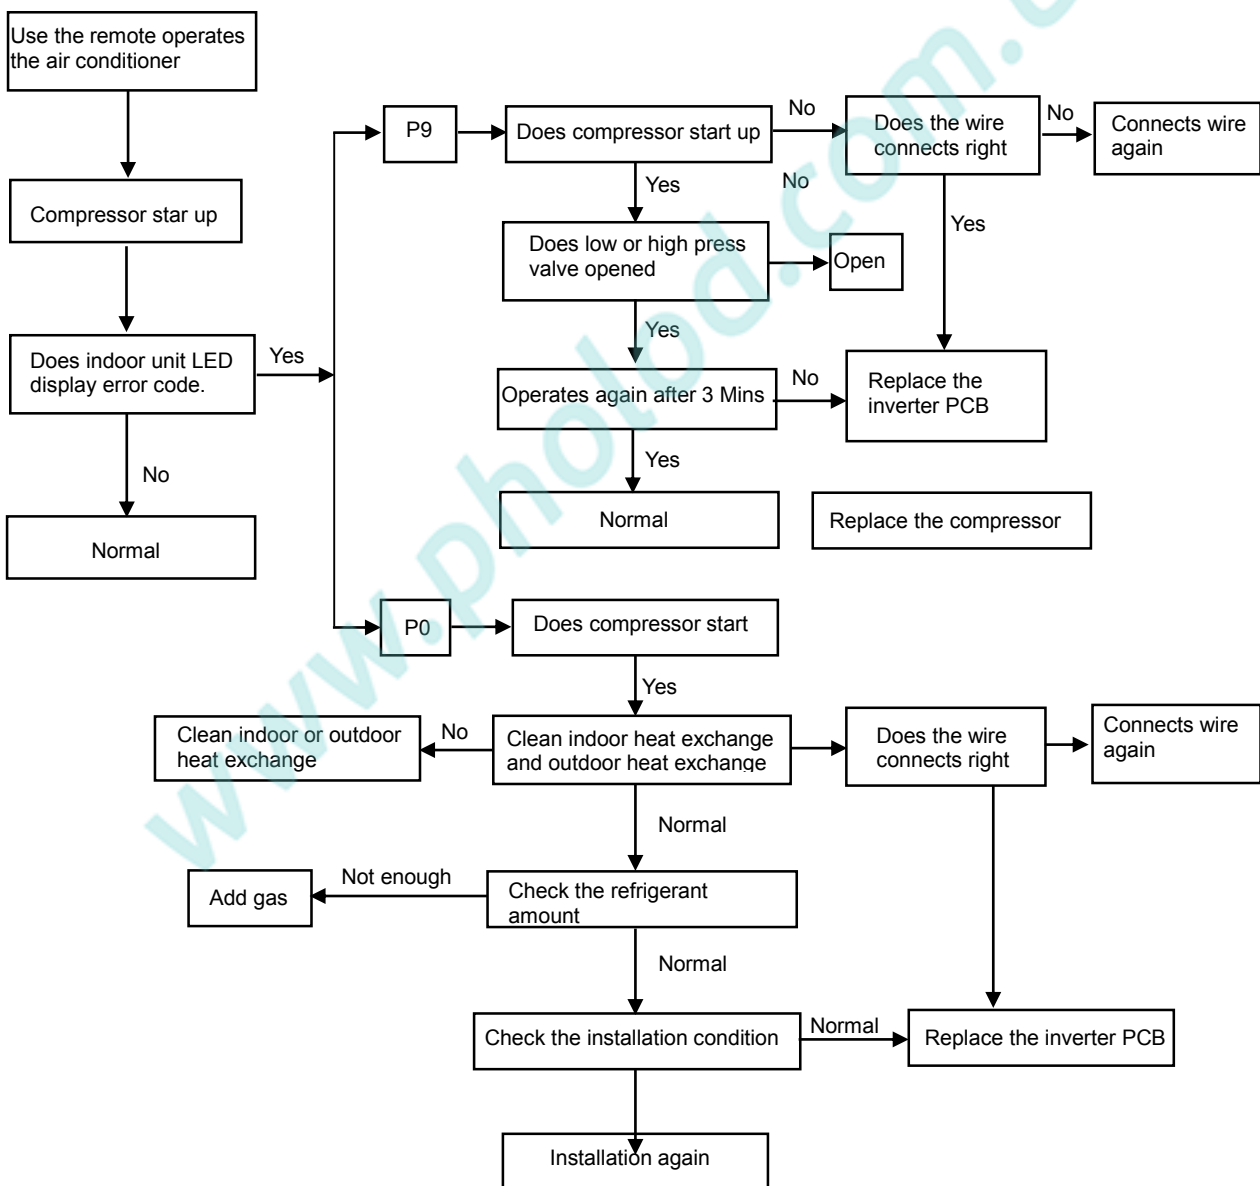 Use the remote operates
the air conditioner
Compressor star up
Does indoor unit LED
display error code.
Yes
No
Normal
P9
Does compressor start up
No
Does the wire
connects right
No
Connects wire
again
Yes
No
Yes
Does low or high press
valve opened
Open
Yes
Operates again after 3 Mins
No
Replace the
inverter PCB
Yes
Normal
Replace the compressor
P0
Does compressor start
Yes
Clean indoor or outdoor
heat exchange
No
Clean indoor heat exchange
and outdoor heat exchange
Does the wire
connects right
Connects wire
again
Normal
Add gas
Not enough
Check the refrigerant
amount
Normal
Check the installation condition
Normal
Replace the inverter PCB
Installation again
www.pholod.com.u